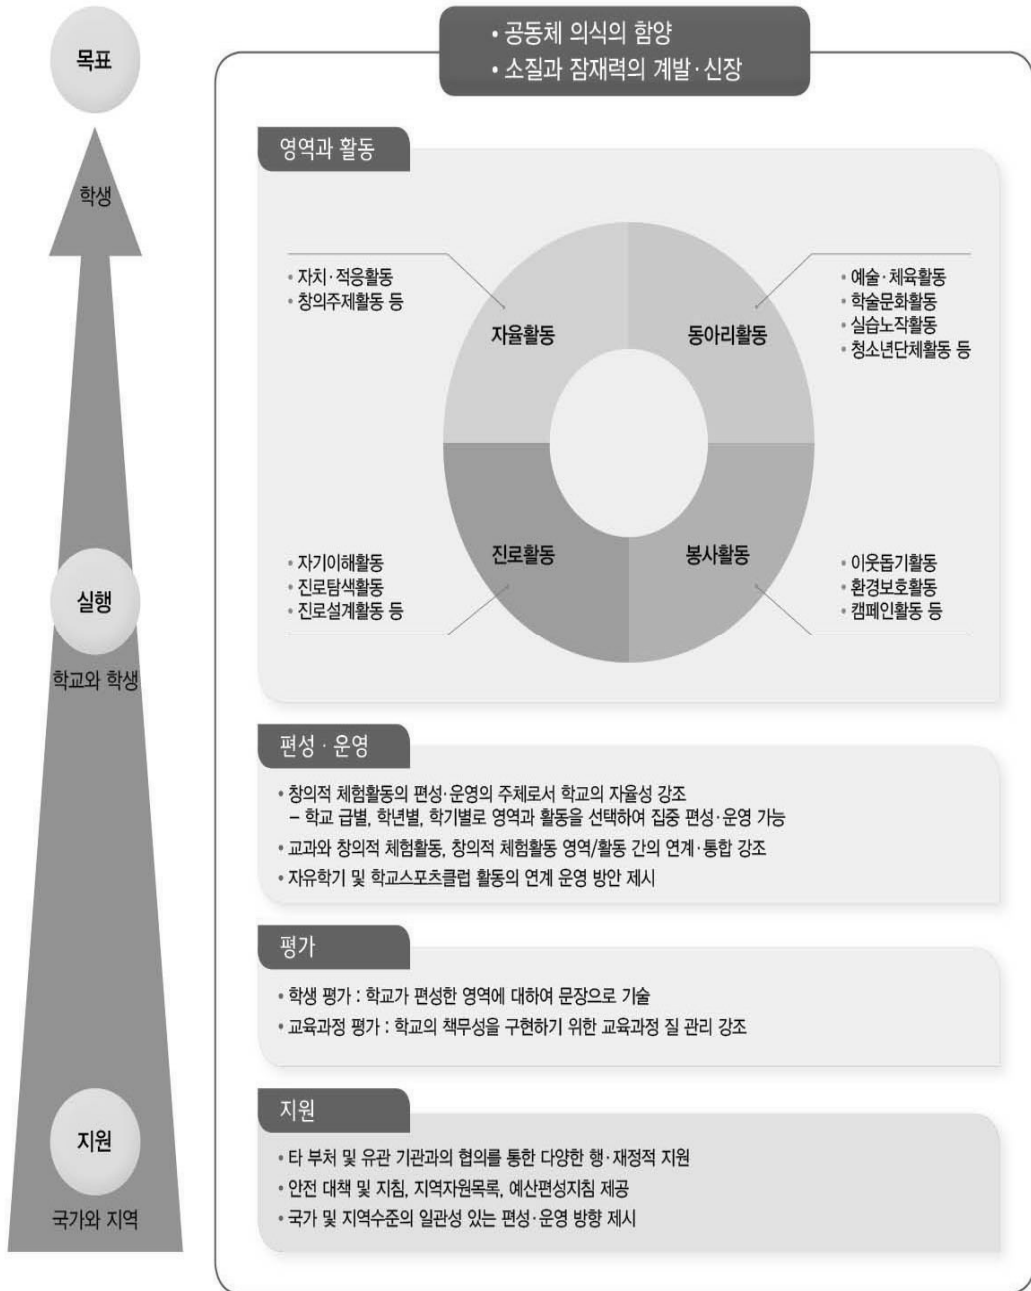 목표
학생
실행
학교와 학생
지원
국가와 지역
• 공동체 의식의 함양
• 소질과 잠재력의 계발·신장
영역과 활동
• 자치·적응활동
• 창의주제활동 등
자율활동
동아리활동
• 예술·체육활동
• 학술문화활동
• 실습노작활동
• 청소년단체활동 등
• 자기이해활동
• 진로탐색활동
• 진로설계활동 등
진로활동
봉사활동
• 이웃돕기활동
• 환경보호활동
• 캠페인활동 등
편성·운영
• 창의적 체험활동의 편성·운영의 주체로서 학교의 자율성 강조
– 학교 급별, 학년별, 학기별로 영역과 활동을 선택하여 집중 편성·운영 가능
• 교과와 창의적 체험활동, 창의적 체험활동 영역/활동 간의 연계·통합 강조
• 자유학기 및 학교스포츠클럽 활동의 연계 운영 방안 제시
평가
• 학생 평가 : 학교가 편성한 영역에 대하여 문장으로 기술
• 교육과정 평가 : 학교의 책무성을 구현하기 위한 교육과정 질 관리 강조
지원
• 타 부처 및 유관 기관과의 협의를 통한 다양한 행·재정적 지원
• 안전 대책 및 지침, 지역자원목록, 예산편성지침 제공
• 국가 및 지역수준의 일관성 있는 편성·운영 방향 제시